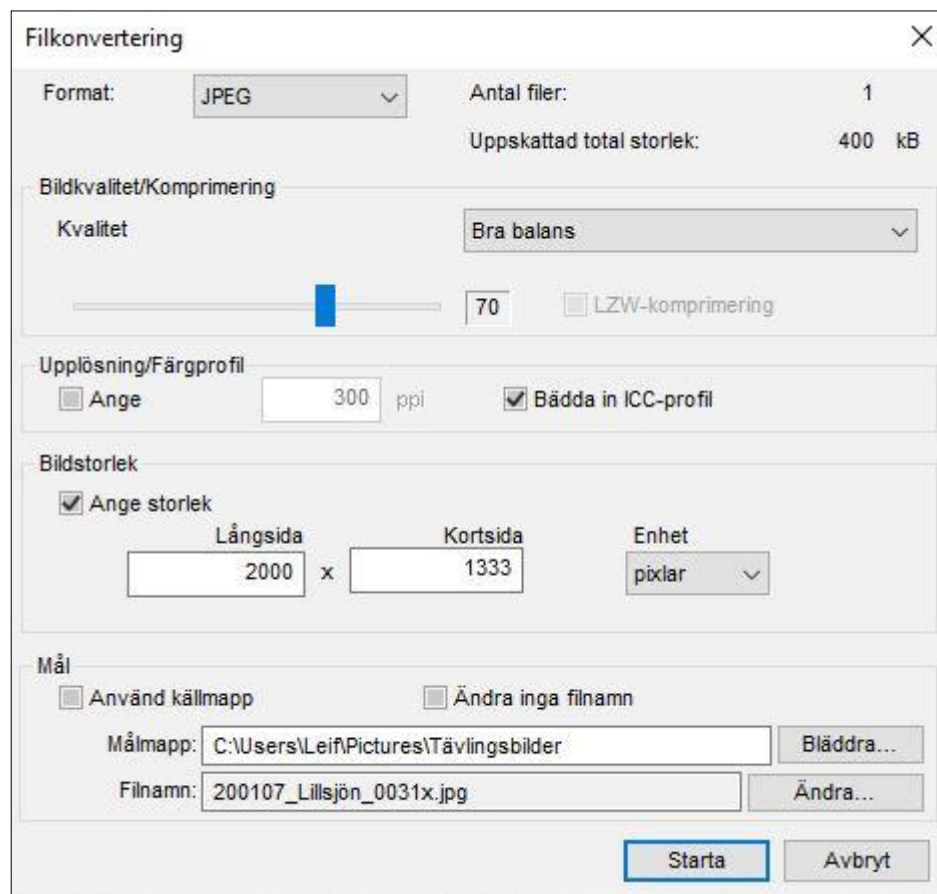 Filkonvertering
Format: JPEG Antal filer: 1
Uppskattad total storlek: 400 kB
Bildkvalitet/Komprimering
Kvalitet Bra balans
70 LZW-komprimering
Upplösning/Färgprofil
Ange 300 ppi Bädda in ICC-profil
Bildstorlek
Ange storlek
Långsida Kortsida Enhet
2000 x 1333 pixlar
Mål
Använd källmapp Ändra inga filnamn
Målmapp: C:\Users\Leif\Pictures\Tävlingsbilder Bläddra...
Filnamn: 200107_Lillsjön_0031x.jpg Ändra...
Starta Avbryt